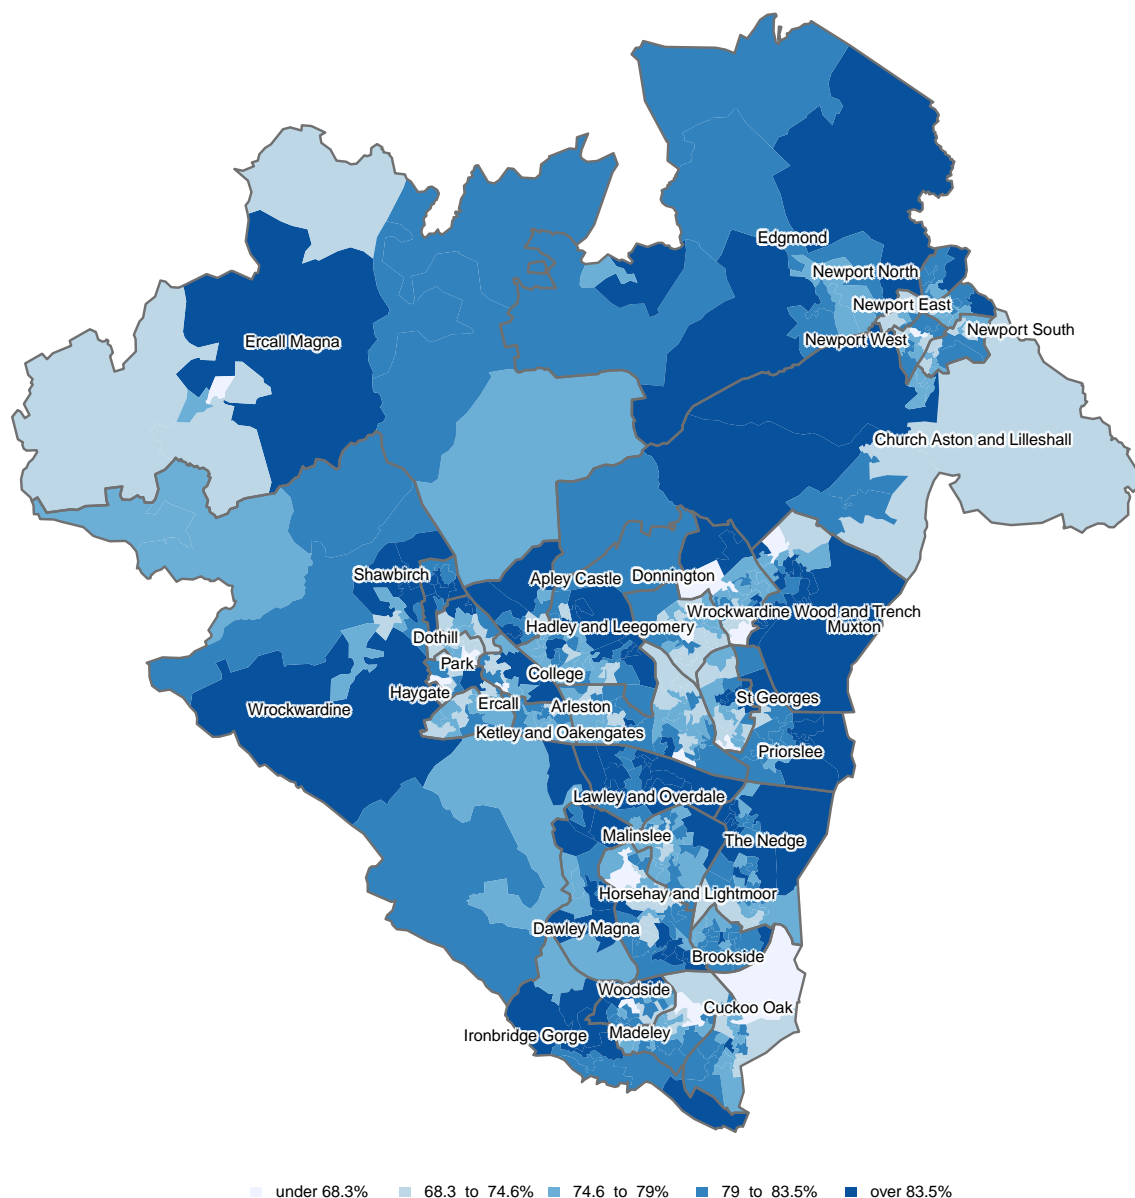 Edgmond
Newport North
Newport East
Newport South
Newport West
Ercall Magna
Church Aston and Lilleshall
Shawbirch
Apley Castle
Donnington
Wrockwardine Wood and Trench
Muxton
Hadley and Leegomery
Dothill
Park
College
Haygate
Ercall
Arleston
St Georges
Wrockwardine
Ketley and Oakengates
Priorslee
Lawley and Overdale
Malinslee
The Nedge
Horsehay and Lightmoor
Dawley Magna
Brookside
Woodside
Cuckoo Oak
Ironbridge Gorge
Madeley
under 68.3% 68.3 to 74.6% 74.6 to 79% 79 to 83.5% over 83.5%